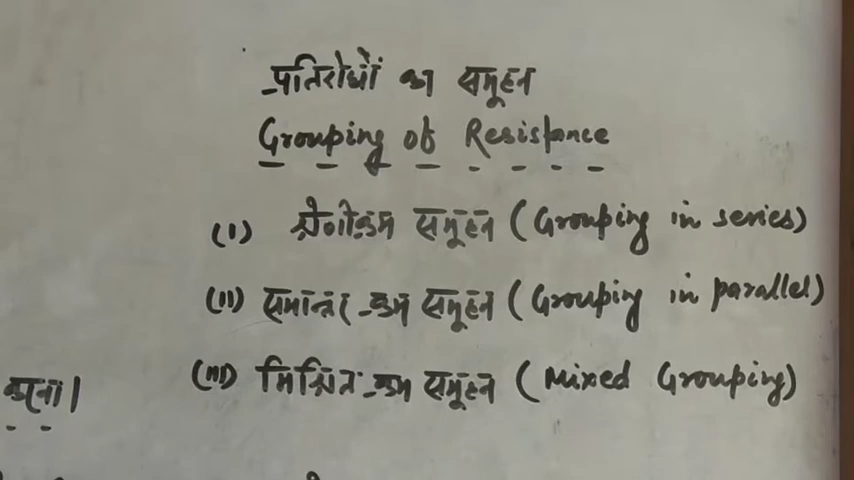 प्रतिरोधों का समूहन
Grouping of Resistance
(I) श्रेणीक्रम समूहन (Grouping in series)
(II) समान्तर क्रम समूहन (Grouping in parallel)
(III) मिश्रित क्रम समूहन (Mixed Grouping)
करना।